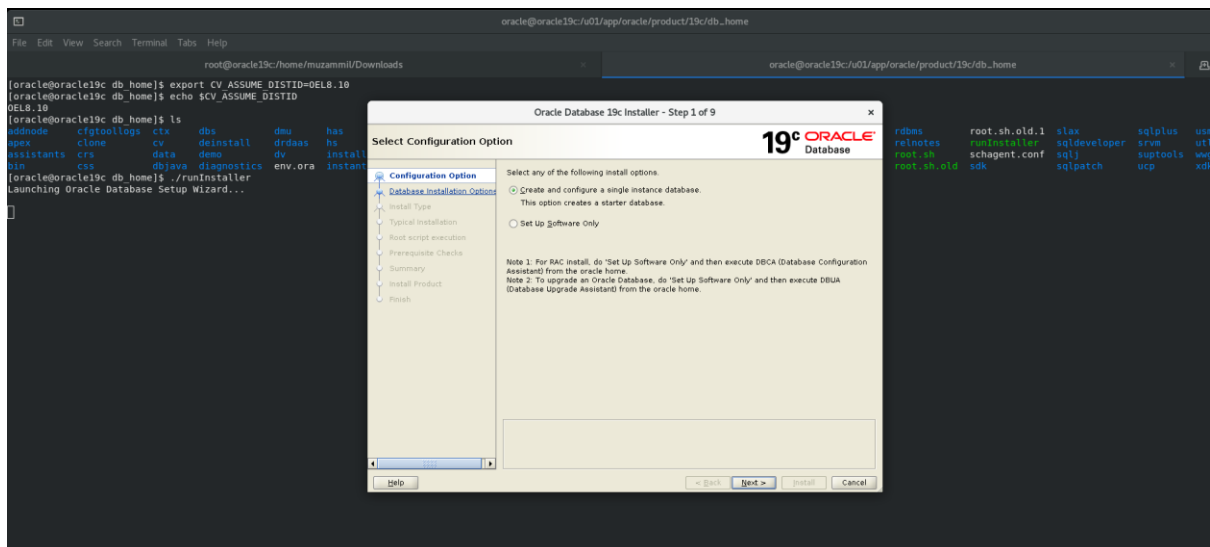 oracle@oracle19c:/u01/app/oracle/product/19c/db_home
File Edit View Search Terminal Tabs Help
root@oracle19c:/home/muzammil/Downloads × oracle@oracle19c:/u01/app/oracle/product/19c/db_home ×
[oracle@oracle19c db_home]$ export CV_ASSUME_DISTID=OEL8.10
[oracle@oracle19c db_home]$ echo $CV_ASSUME_DISTID
OEL8.10
[oracle@oracle19c db_home]$ ls
addnode cfgtoollogs ctx dbs dmu has rdbms root.sh.old.1 slax sqlplus
apex clone cv deinstall drdaas hs relnotes runInstaller sqldeveloper srvm
assistants crs data demo dv install root.sh schagent.conf sqlj suptools
bin css dbjava diagnostics env.ora instant root.sh.old sdk sqlpatch ucp
[oracle@oracle19c db_home]$ ./runInstaller
Launching Oracle Database Setup Wizard...
Oracle Database 19c Installer - Step 1 of 9 ×
Select Configuration Option
19c ORACLE Database
Configuration Option
Database Installation Options
Install Type
Typical Installation
Root script execution
Prerequisite Checks
Summary
Install Product
Finish
Select any of the following install options.
Create and configure a single instance database.
This option creates a starter database.
Set Up Software Only
Note 1: For RAC install, do 'Set Up Software Only' and then execute DBCA (Database Configuration
Assistant) from the oracle home.
Note 2: To upgrade an Oracle Database, do 'Set Up Software Only' and then execute DBUA
(Database Upgrade Assistant) from the oracle home.
Help < Back Next > Install Cancel